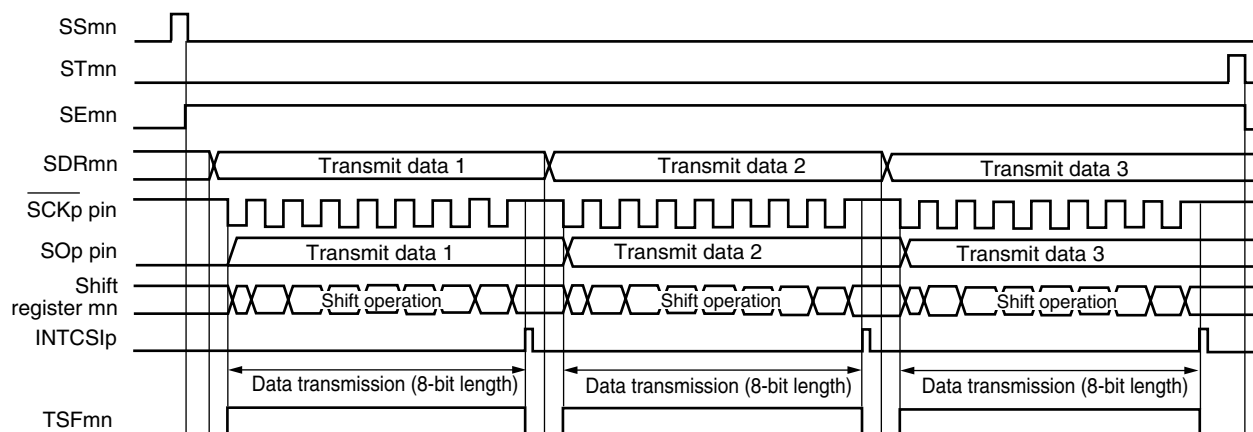 SSmn
STmn
SEmn
SDRmn Transmit data 1 Transmit data 2 Transmit data 3
SCKp pin
SOp pin Transmit data 1 Transmit data 2 Transmit data 3
Shift
register mn Shift operation Shift operation Shift operation
INTCSIp
Data transmission (8-bit length) Data transmission (8-bit length) Data transmission (8-bit length)
TSFmn